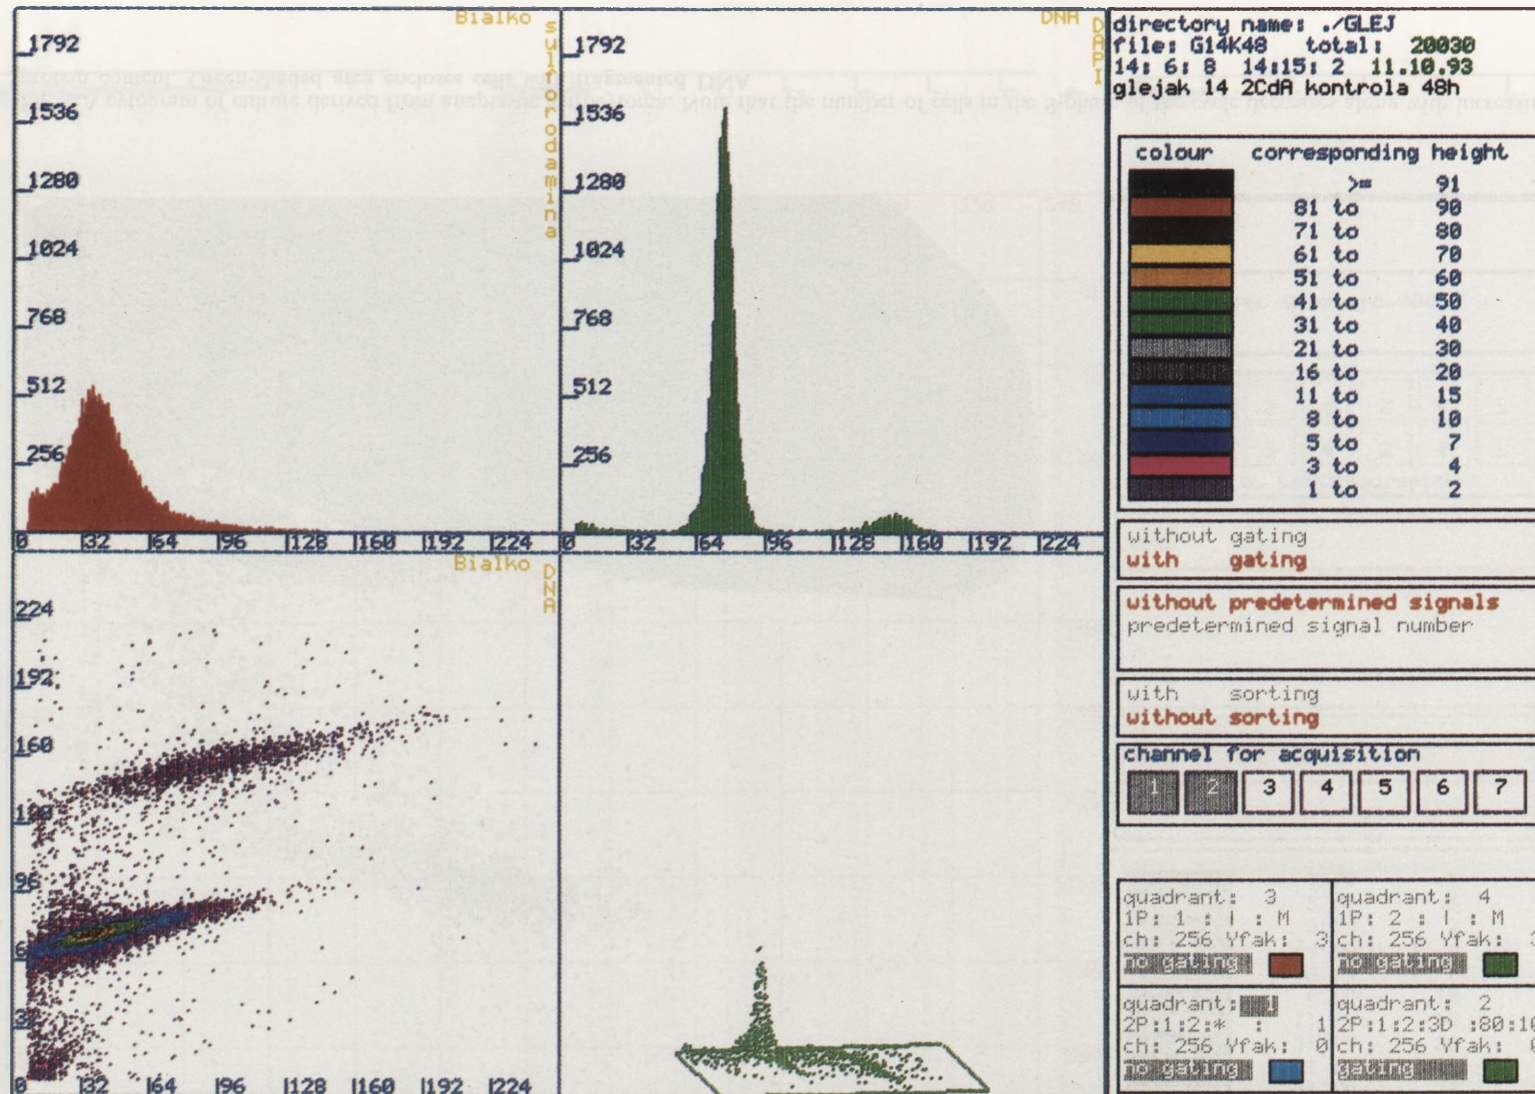 Bialko
sulforodamina
1792
1536
1280
1024
768
512
256
0 32 64 96 128 160 192 224
DNA
DAPI
1792
1536
1280
1024
768
512
256
0 32 64 96 128 160 192 224
Bialko
DNA
224
192
160
96
0 32 64 96 128 160 192 224
directory name: ./GLEJ
file: G14K48 total: 20030
14: 6: 8 14:15: 2 11.10.93
glejak 14 2CdA kontrola 48h
colour corresponding height
>= 91
81 to 90
71 to 80
61 to 70
51 to 60
41 to 50
31 to 40
21 to 30
16 to 20
11 to 15
8 to 10
5 to 7
3 to 4
1 to 2
without gating
with gating
without predetermined signals
predetermined signal number
with sorting
without sorting
channel for acquisition
1 2 3 4 5 6 7
quadrant: 3
1P: 1 : I : M
ch: 256 Yfak: 3
no gating
quadrant: 4
1P: 2 : I : M
ch: 256 Yfak: 3
no gating
quadrant:
2P:1:2:* : 1
ch: 256 Yfak: 0
no gating
quadrant: 2
2P:1:2:3D :80:10
ch: 256 Yfak: 0
gating